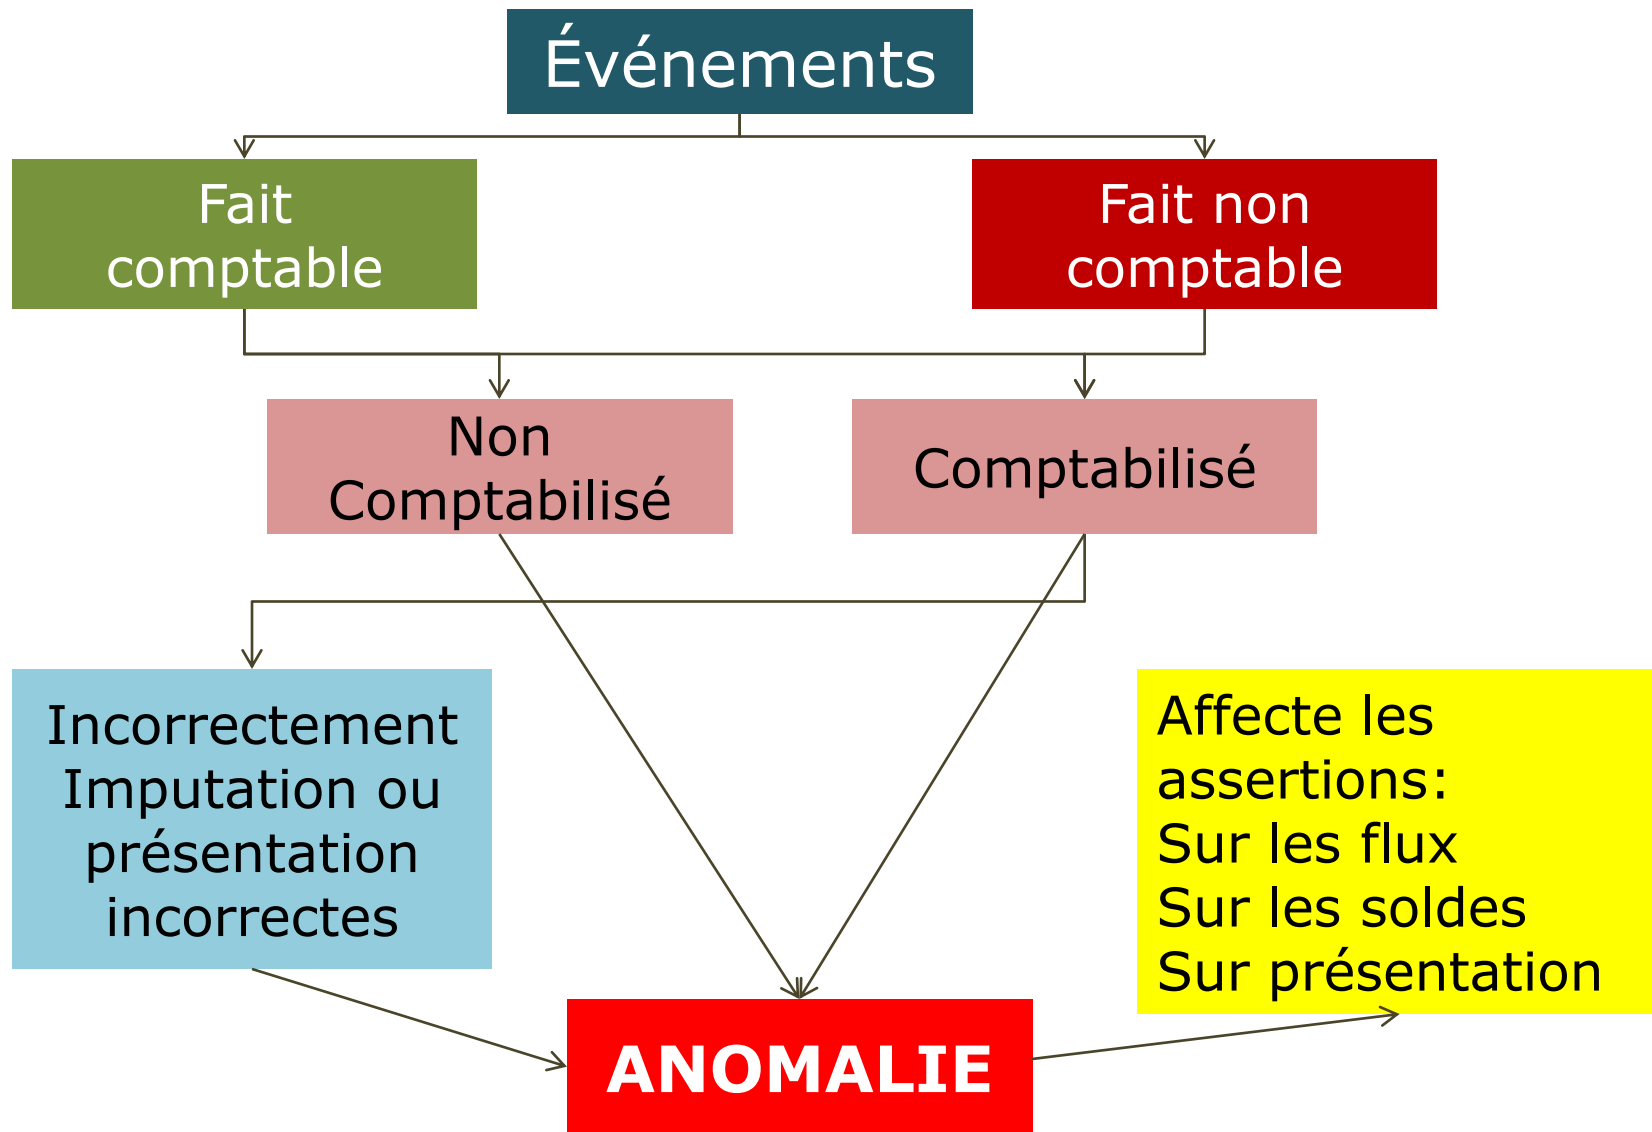 Événements
Fait
comptable
Fait non
comptable
Non
Comptabilisé
Comptabilisé
Incorrectement
Imputation ou
présentation
incorrectes
Affecte les
assertions:
Sur les flux
Sur les soldes
Sur présentation
ANOMALIE